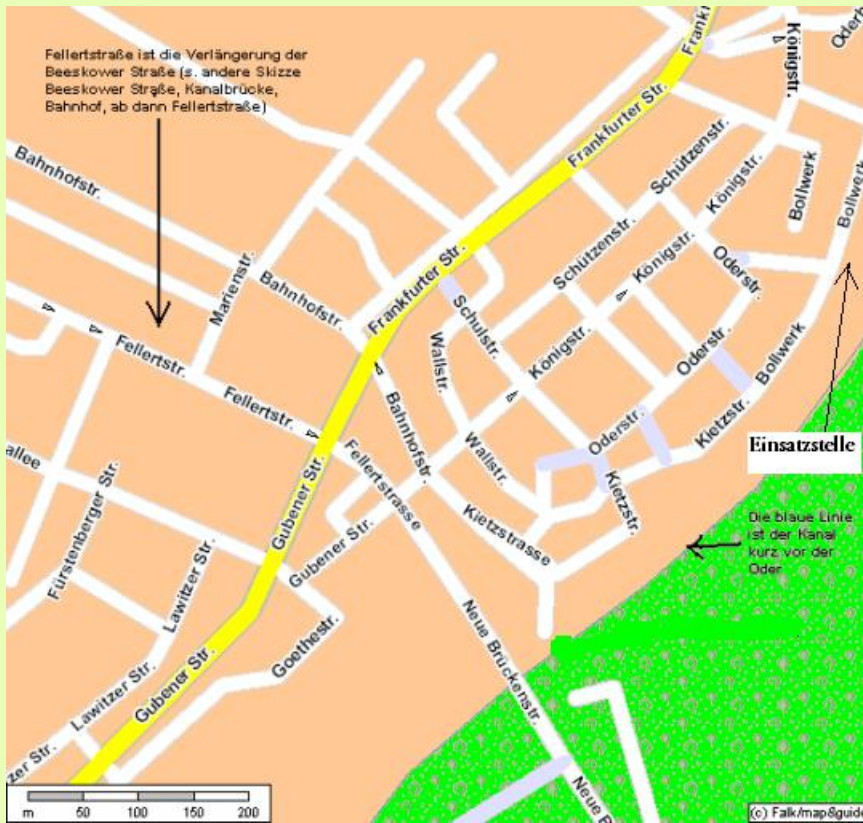 Fellertstraße ist die Verlängerung der
Beeskower Straße (s. andere Skizze
Beeskower Straße, Kanalbrücke,
Bahnhof, ab dann Fellertstraße)
Frankfurter Str.
Königstr.
Bahnhofstr.
Frankfurter Str.
Schützenstr.
Königstr.
Bollwerk
Bollwerk
Marienstr.
Bahnhofstr.
Frankfurter Str.
Schützenstr.
Königstr.
Oderstr.
Fellertstr.
Schulstr.
Wallstr.
Königstr.
Oderstr.
Bollwerk
Fellertstr.
Bahnhofstr.
Wallstr.
Oderstr.
Kietzstr.
Einsatzstelle
allee
Fürstenberger Str.
Gubener Str.
Fellertstrasse
Kietzstrasse
Kietzstr.
Die blaue Linie
ist der Kanal
kurz vor der
Oder
Lawitzer Str.
Gubener Str.
Goethestr.
Neue Brückenstr.
Lawitzer Str.
Gubener Str.
zer Str.
Neue B
m 50 100 150 200
(c) Falk/map&guide